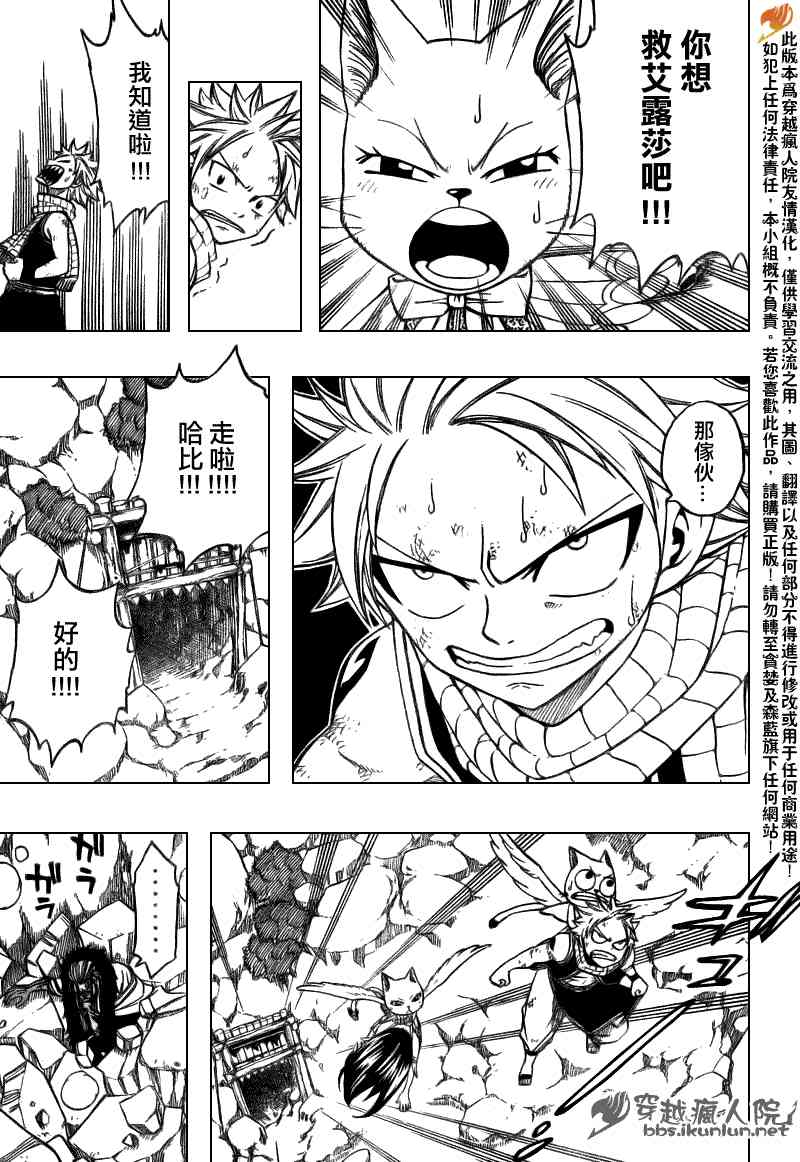 你想
救艾露莎吧!!!
我知道啦!!!
那傢伙…
走啦!!!!
哈比!!!
好的!!!!
………
此版本爲穿越瘋人院友情漢化，僅供學習交流之用，其圖、翻譯以及任何部分不得進行修改或用于任何商業用途！
如犯上任何法律責任，本小組概不負責。若您喜歡此作品，請購買正版！請勿轉至貪婪及森藍旗下任何網站！
穿越瘋人院
bbs.ikunlun.net